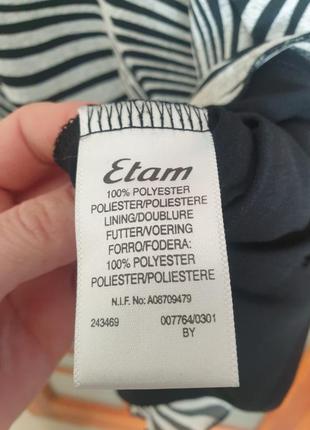 Etam
100% POLYESTER
POLIESTER/POLIESTERE
LINING/DOUBLURE
FUTTER/VOERING
FORRO/FODERA:
100% POLYESTER
POLIESTER/POLIESTERE
N.I.F. No: A08709479
243469 007764/0301
BY